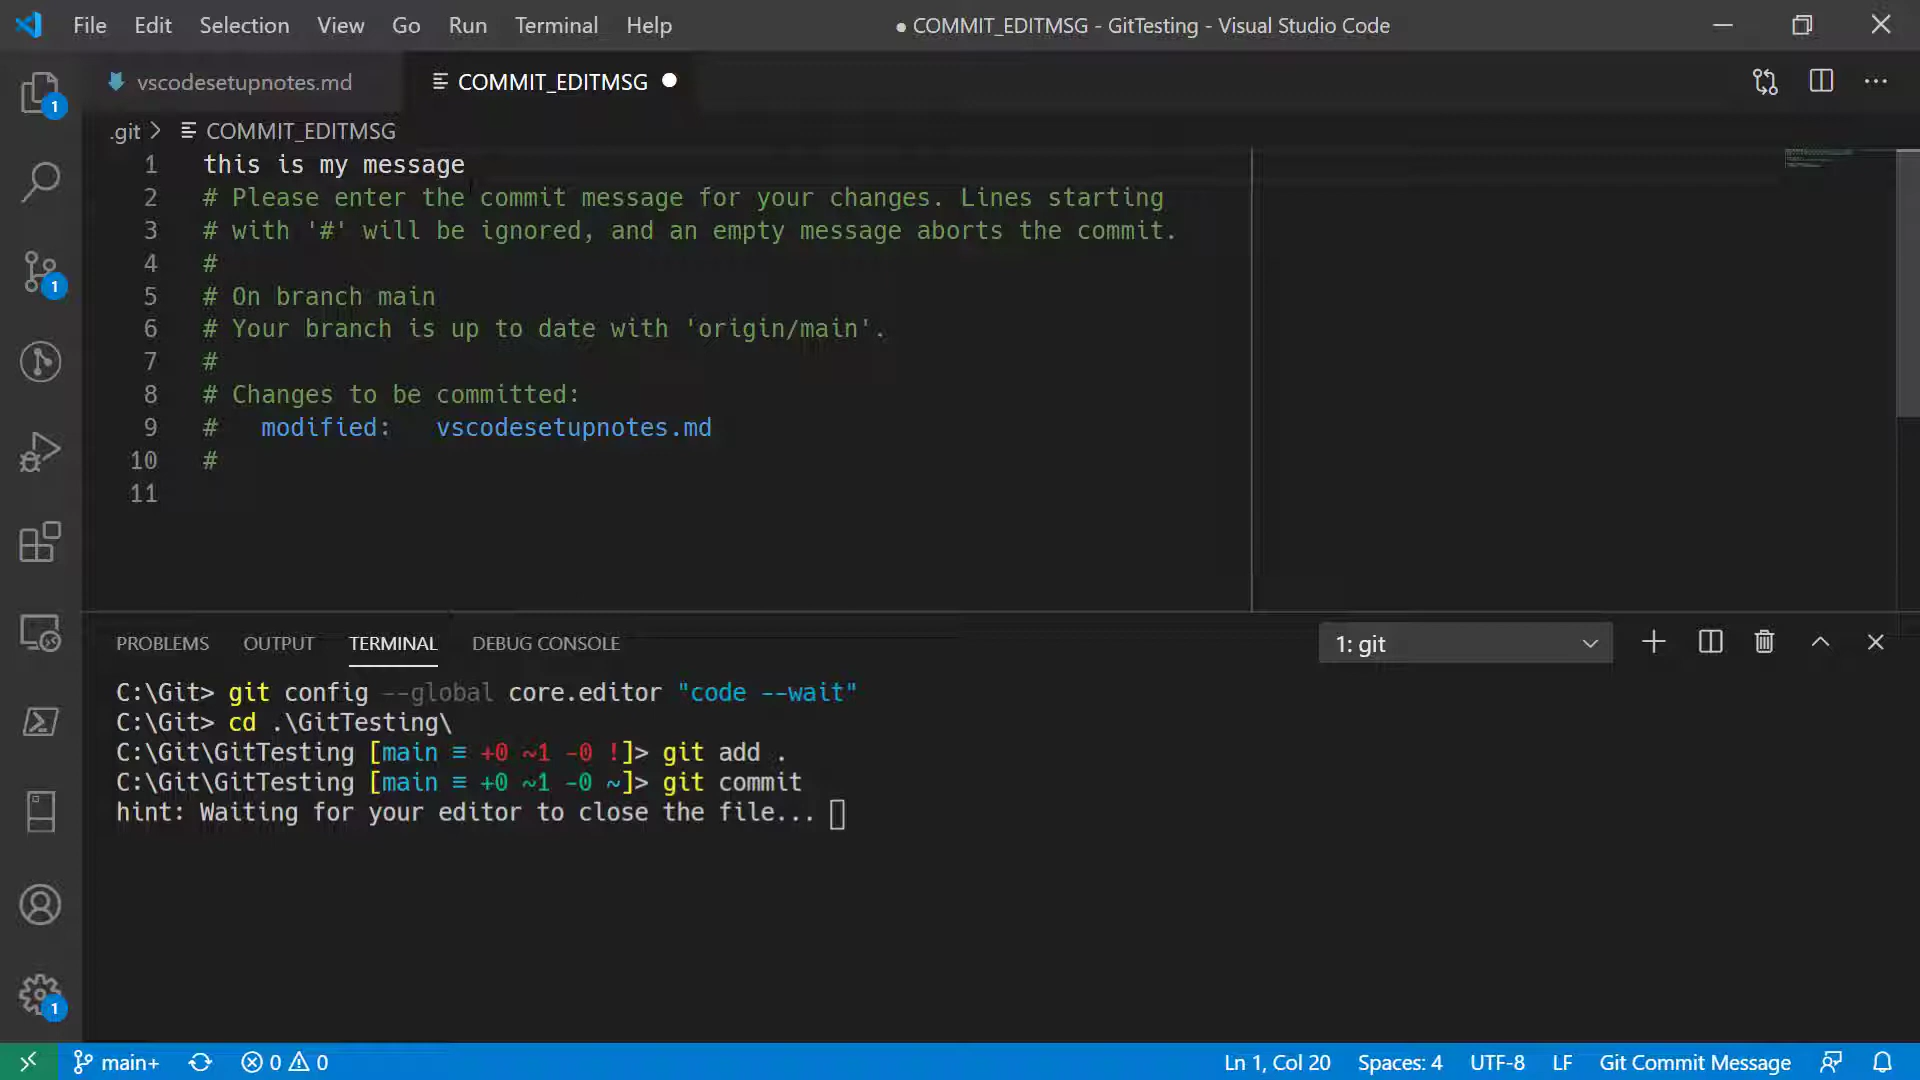 File Edit Selection View Go Run Terminal Help ● COMMIT_EDITMSG - GitTesting - Visual Studio Code
vscodesetupnotes.md COMMIT_EDITMSG
.git > COMMIT_EDITMSG
1 this is my message
2 # Please enter the commit message for your changes. Lines starting
3 # with '#' will be ignored, and an empty message aborts the commit.
4 #
5 # On branch main
6 # Your branch is up to date with 'origin/main'.
7 #
8 # Changes to be committed:
9 # modified: vscodesetupnotes.md
10 #
11
1
1
1
PROBLEMS OUTPUT TERMINAL DEBUG CONSOLE 1: git
C:\Git> git config --global core.editor "code --wait"
C:\Git> cd .\GitTesting\
C:\Git\GitTesting [main ≡ +0 ~1 -0 !]> git add .
C:\Git\GitTesting [main ≡ +0 ~1 -0 ~]> git commit
hint: Waiting for your editor to close the file...
main+ 0 0 Ln 1, Col 20 Spaces: 4 UTF-8 LF Git Commit Message